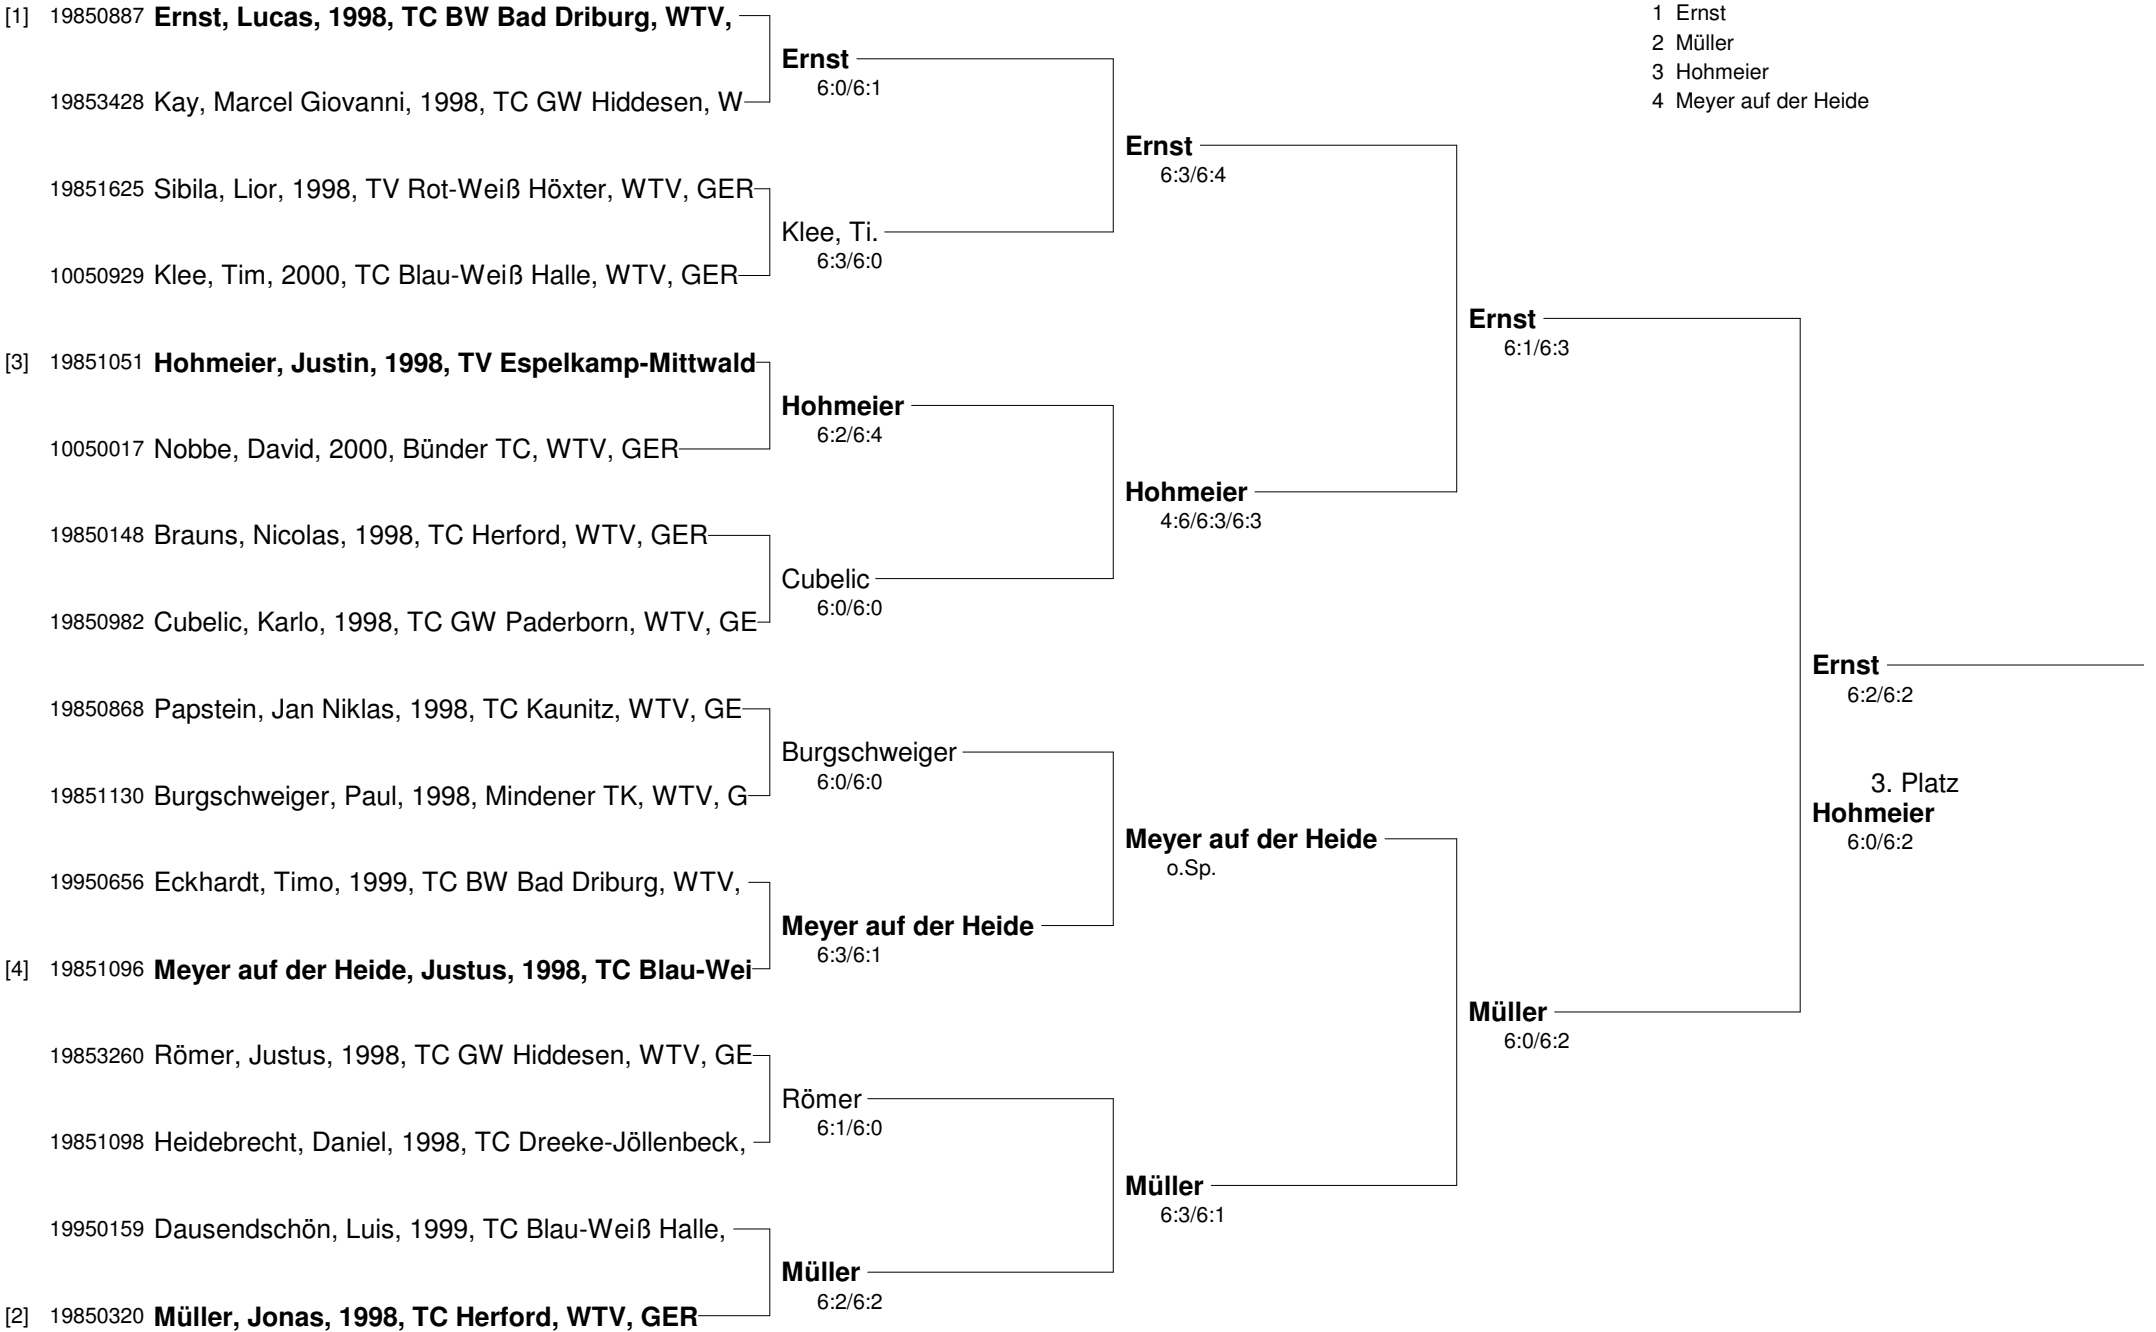 [1] 19850887 Ernst, Lucas, 1998, TC BW Bad Driburg, WTV,
1 Ernst
2 Müller
3 Hohmeier
4 Meyer auf der Heide
Ernst
6:0/6:1
19853428 Kay, Marcel Giovanni, 1998, TC GW Hiddesen, W
Ernst
6:3/6:4
19851625 Sibila, Lior, 1998, TV Rot-Weiß Höxter, WTV, GER
Klee, Ti.
6:3/6:0
10050929 Klee, Tim, 2000, TC Blau-Weiß Halle, WTV, GER
Ernst
6:1/6:3
[3] 19851051 Hohmeier, Justin, 1998, TV Espelkamp-Mittwald
Hohmeier
6:2/6:4
10050017 Nobbe, David, 2000, Bünder TC, WTV, GER
Hohmeier
4:6/6:3/6:3
19850148 Brauns, Nicolas, 1998, TC Herford, WTV, GER
Cubelic
6:0/6:0
19850982 Cubelic, Karlo, 1998, TC GW Paderborn, WTV, GE
Ernst
6:2/6:2
19850868 Papstein, Jan Niklas, 1998, TC Kaunitz, WTV, GE
Burgschweiger
6:0/6:0
3. Platz
Hohmeier
6:0/6:2
19851130 Burgschweiger, Paul, 1998, Mindener TK, WTV, G
Meyer auf der Heide
o.Sp.
19950656 Eckhardt, Timo, 1999, TC BW Bad Driburg, WTV,
Meyer auf der Heide
6:3/6:1
[4] 19851096 Meyer auf der Heide, Justus, 1998, TC Blau-Wei
Müller
6:0/6:2
19853260 Römer, Justus, 1998, TC GW Hiddesen, WTV, GE
Römer
6:1/6:0
19851098 Heidebrecht, Daniel, 1998, TC Dreeke-Jöllenbeck,
Müller
6:3/6:1
19950159 Dausendschön, Luis, 1999, TC Blau-Weiß Halle,
Müller
6:2/6:2
[2] 19850320 Müller, Jonas, 1998, TC Herford, WTV, GER